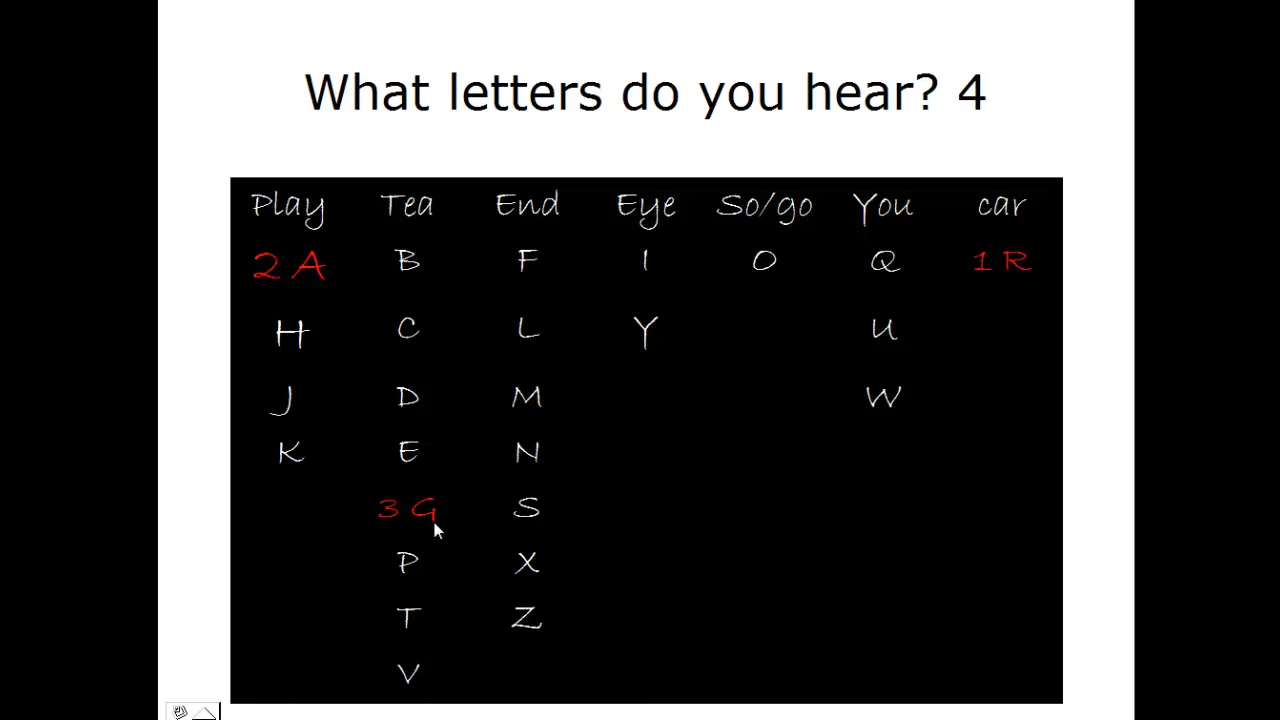 What letters do you hear? 4
Play Tea End Eye So/go You car
2 A B F I O Q 1 R
H C L Y U
J D M W
K E N
3 G S
P X
T Z
V